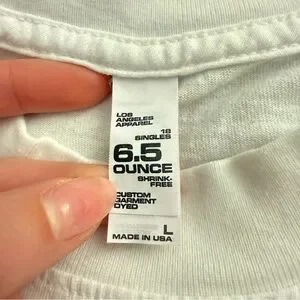 LOS
ANGELES
APPAREL
18
SINGLES
6.5
OUNCE
SHRINK-
FREE
CUSTOM
GARMENT
DYED
L
MADE IN USA